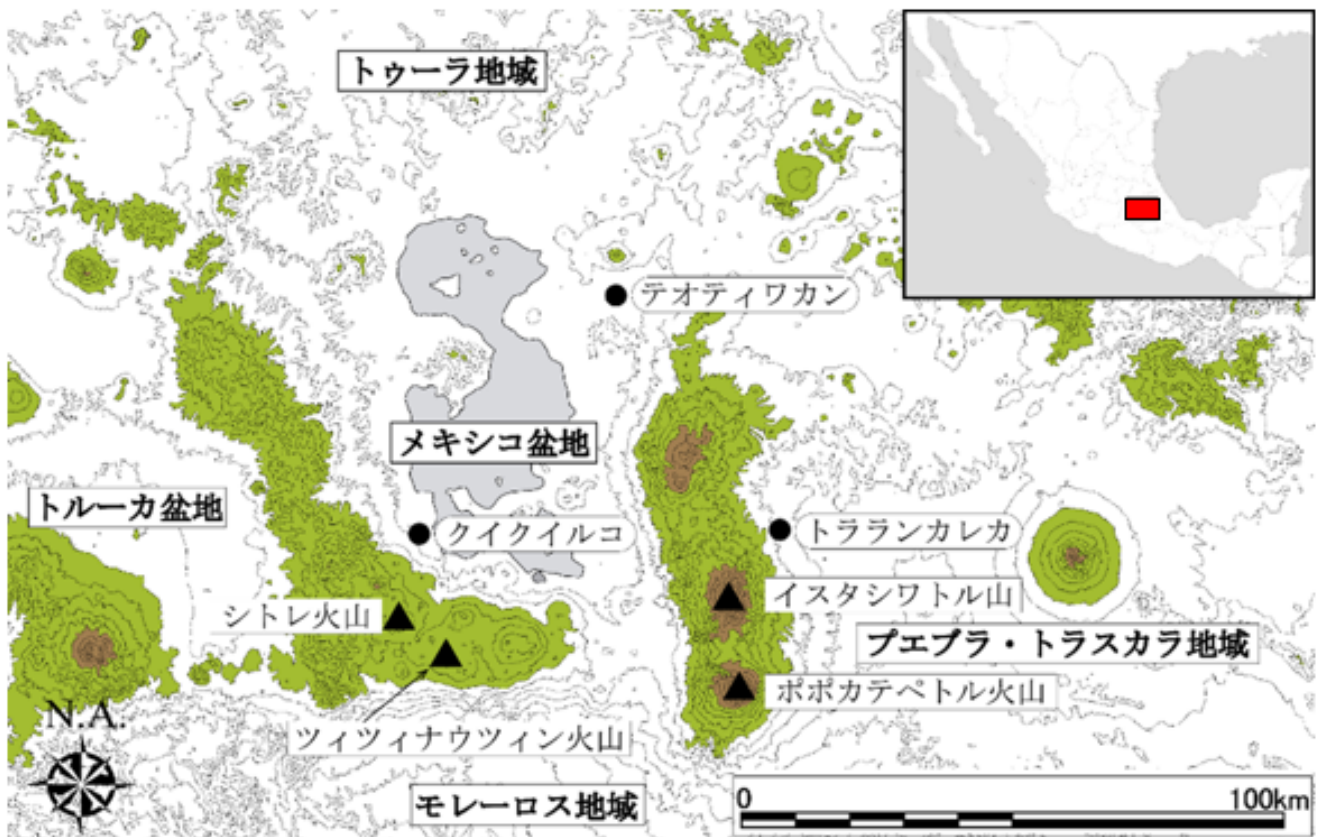 トゥーラ地域
テオティワカン
メキシコ盆地
トルーカ盆地
クイクイルコ
トラランカレカ
シトレ火山
イスタシワトル山
プエブラ・トラスカラ地域
ポポカテペトル火山
N.A.
ツィツィナウツィン火山
モレーロス地域
0 100km